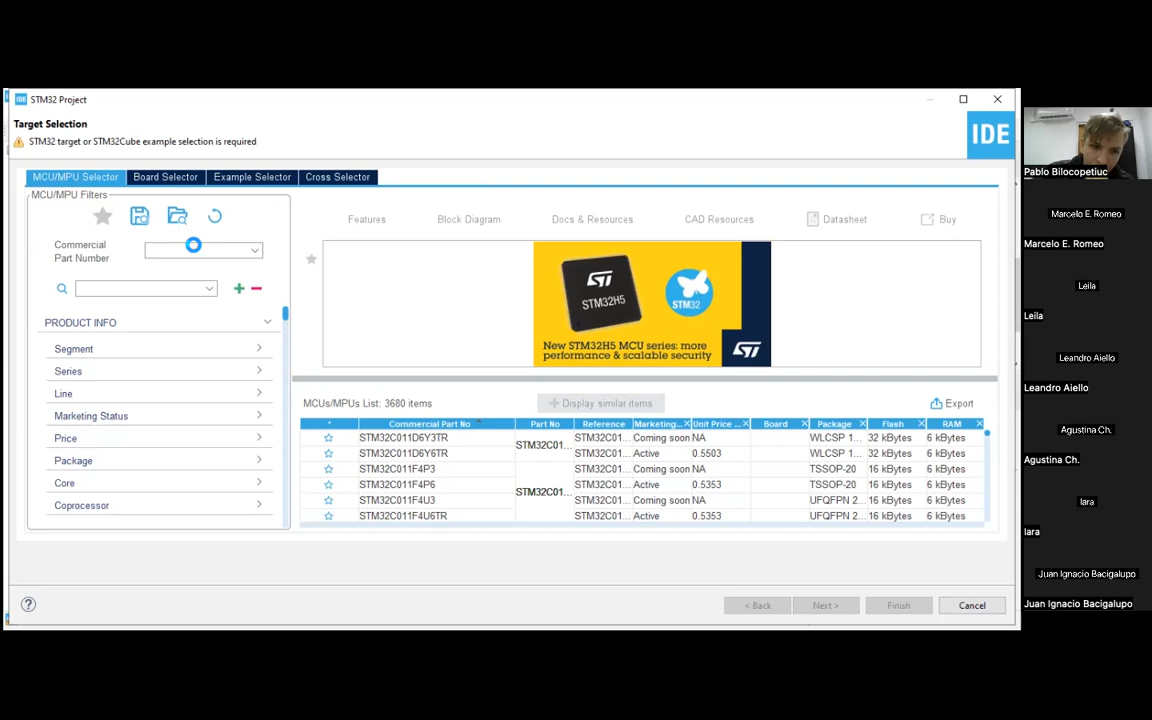 IDE STM32 Project
Target Selection
STM32 target or STM32Cube example selection is required
IDE
MCU/MPU Selector Board Selector Example Selector Cross Selector
MCU/MPU Filters
Commercial
Part Number
PRODUCT INFO
Segment
Series
Line
Marketing Status
Price
Package
Core
Coprocessor
Features Block Diagram Docs & Resources CAD Resources Datasheet Buy
STM32H5
STM32
New STM32H5 MCU series: more
performance & scalable security
MCUs/MPUs List: 3680 items + Display similar items Export
* Commercial Part No Part No Reference Marketing... Unit Price ... Board Package Flash RAM
STM32C011D6Y3TR STM32C01... STM32C01... Coming soon NA WLCSP 1... 32 kBytes 6 kBytes
STM32C011D6Y6TR STM32C01... Active 0.5503 WLCSP 1... 32 kBytes 6 kBytes
STM32C011F4P3 STM32C01... Coming soon NA TSSOP-20 16 kBytes 6 kBytes
STM32C011F4P6 STM32C01... STM32C01... Active 0.5353 TSSOP-20 16 kBytes 6 kBytes
STM32C011F4U3 STM32C01... Coming soon NA UFQFPN 2... 16 kBytes 6 kBytes
STM32C011F4U6TR STM32C01... Active 0.5353 UFQFPN 2... 16 kBytes 6 kBytes
? < Back Next > Finish Cancel
Pablo Bilocopetiuc
Marcelo E. Romeo
Marcelo E. Romeo
Leila
Leila
Leandro Aiello
Leandro Aiello
Agustina Ch.
Agustina Ch.
Iara
Iara
Juan Ignacio Bacigalupo
Juan Ignacio Bacigalupo